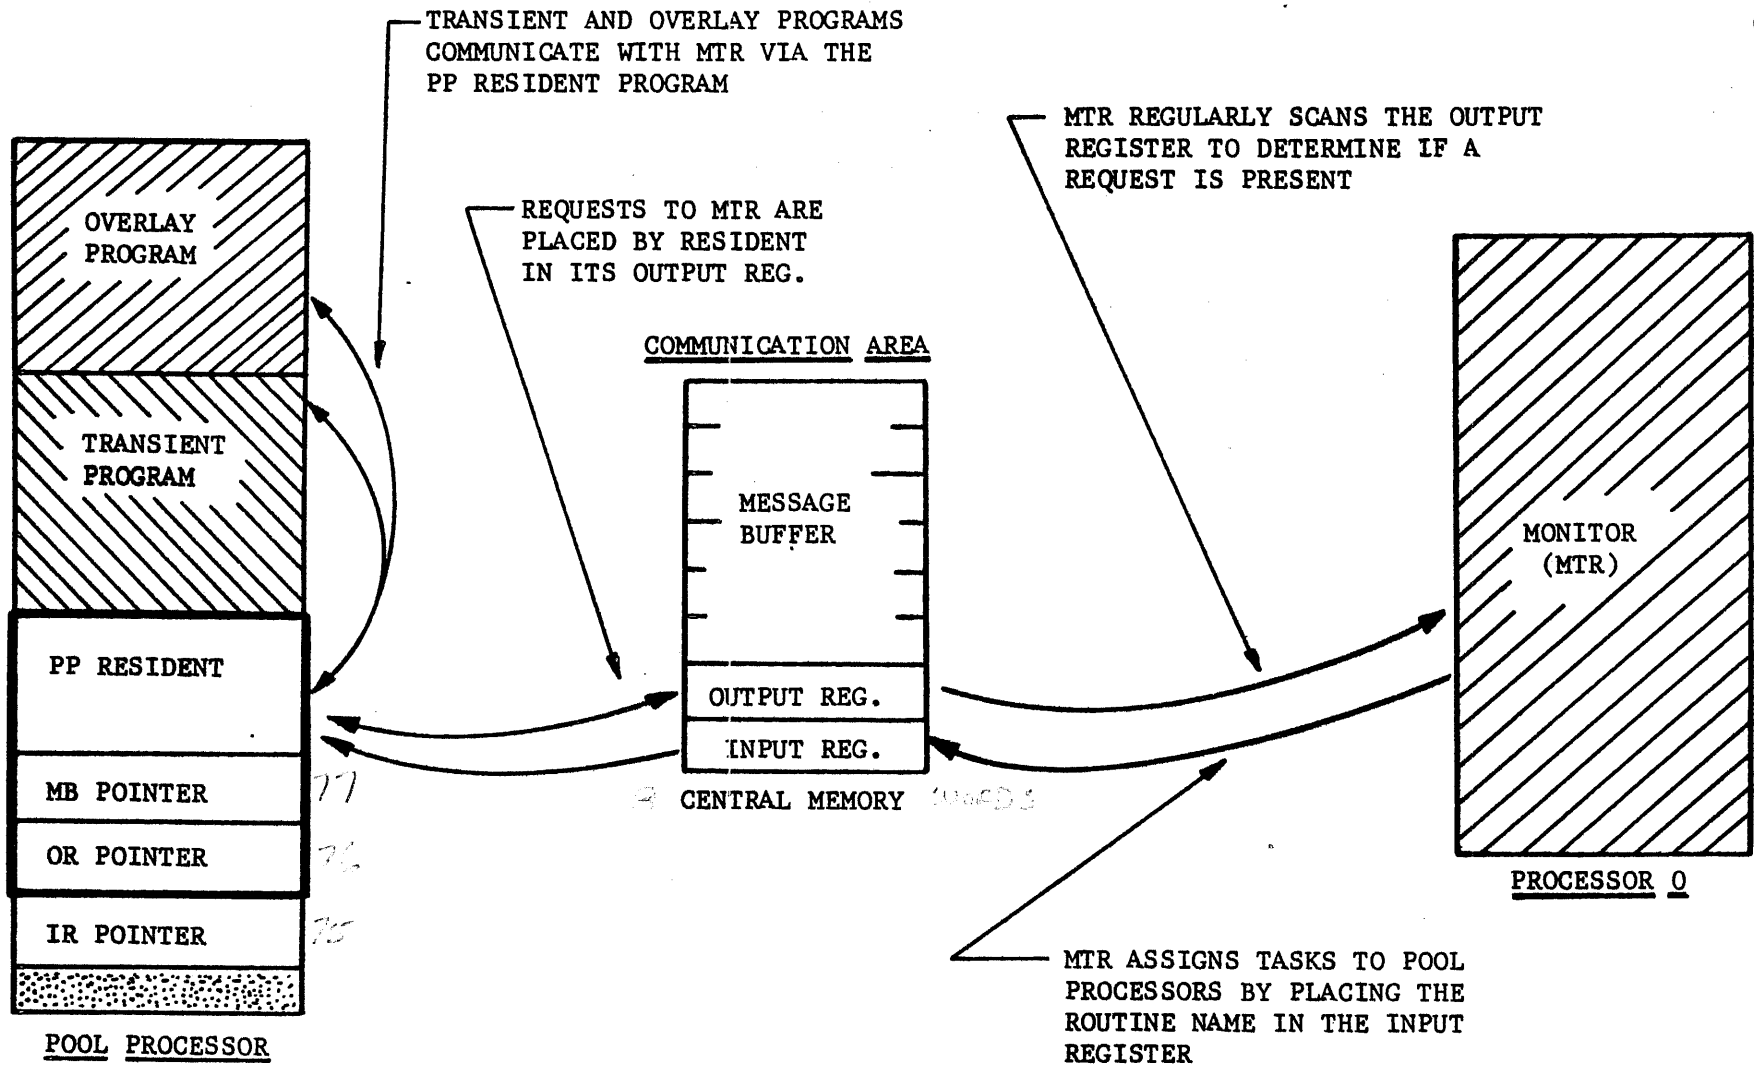 TRANSIENT AND OVERLAY PROGRAMS
COMMUNICATE WITH MTR VIA THE
PP RESIDENT PROGRAM
MTR REGULARLY SCANS THE OUTPUT
REGISTER TO DETERMINE IF A
REQUEST IS PRESENT
REQUESTS TO MTR ARE
PLACED BY RESIDENT
IN ITS OUTPUT REG.
OVERLAY
PROGRAM
TRANSIENT
PROGRAM
PP RESIDENT
MB POINTER
77
OR POINTER
76
IR POINTER
75
POOL PROCESSOR
COMMUNICATION AREA
MESSAGE
BUFFER
OUTPUT REG.
INPUT REG.
CENTRAL MEMORY WORDS
MONITOR
(MTR)
PROCESSOR 0
MTR ASSIGNS TASKS TO POOL
PROCESSORS BY PLACING THE
ROUTINE NAME IN THE INPUT
REGISTER